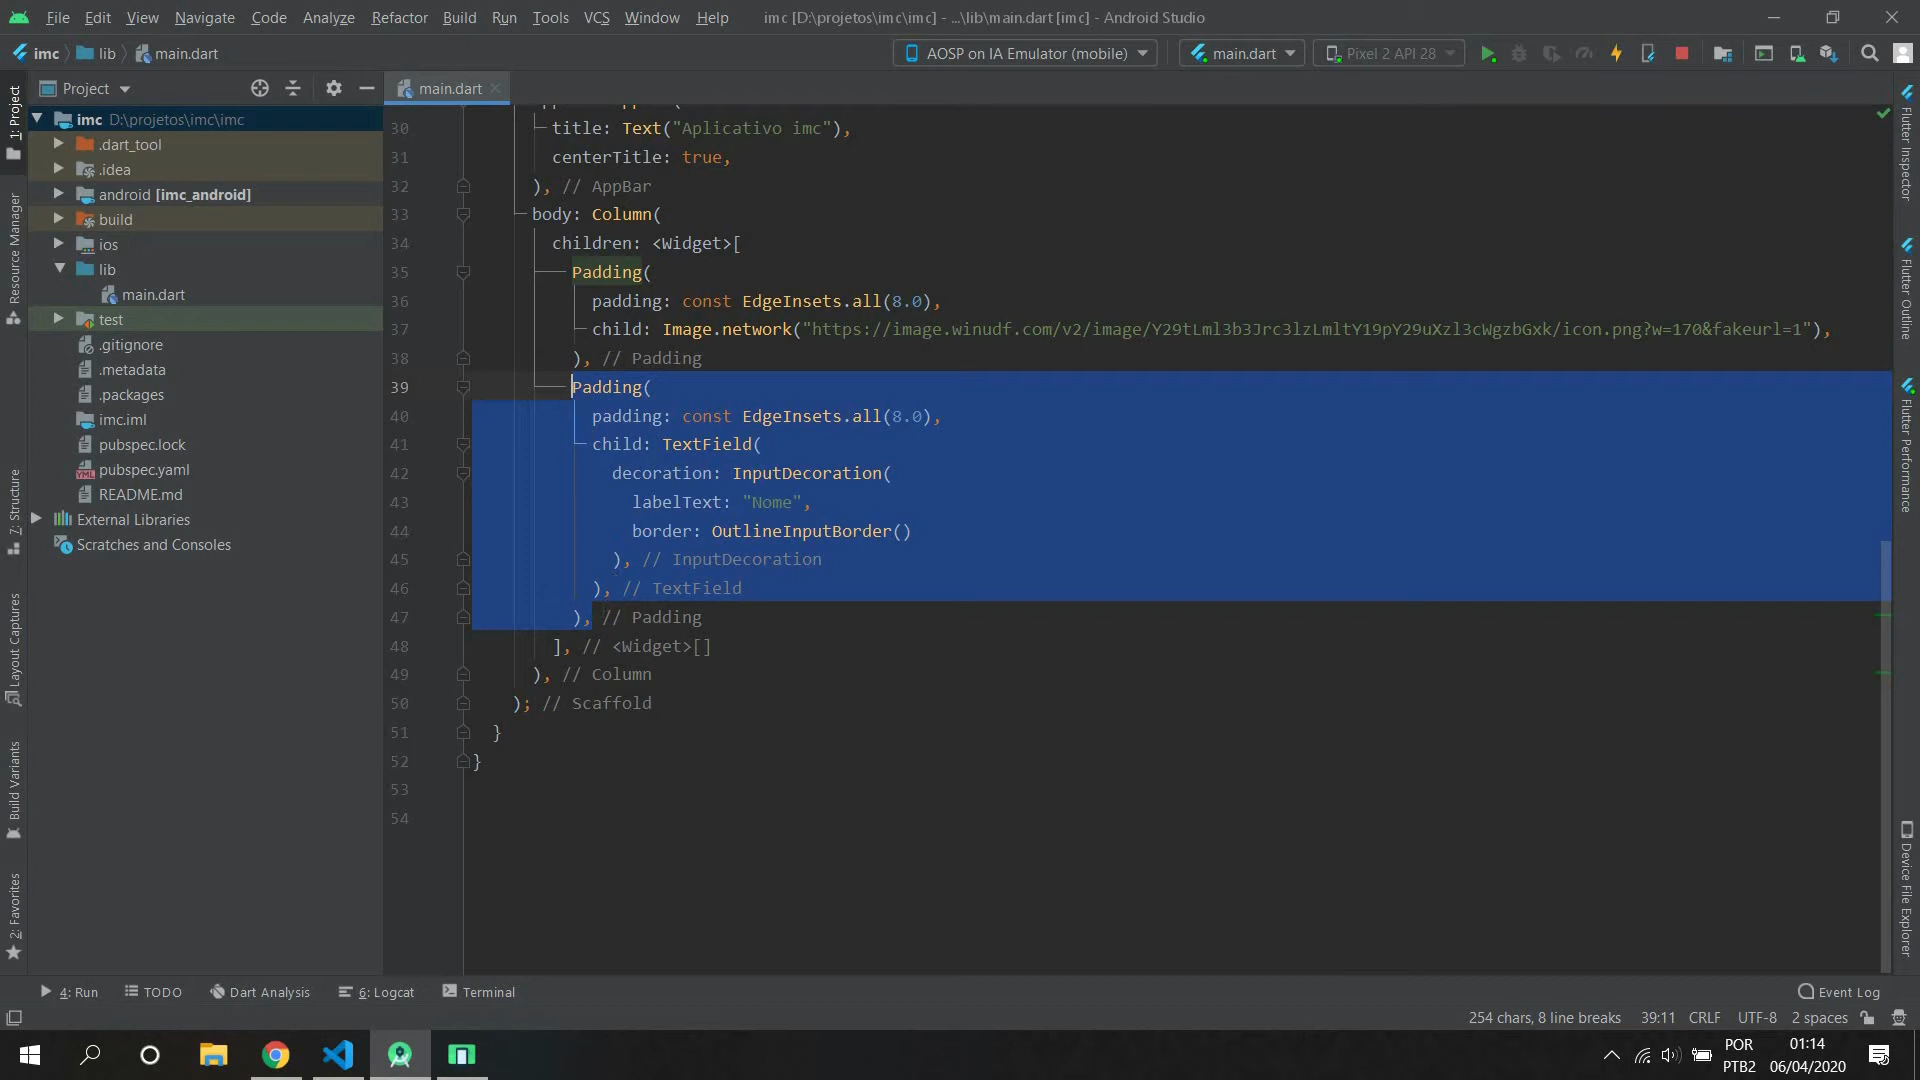 File Edit View Navigate Code Analyze Refactor Build Run Tools VCS Window Help imc [D:\projetos\imc\imc] - ...\lib\main.dart [imc] - Android Studio
imc lib main.dart AOSP on IA Emulator (mobile) main.dart Pixel 2 API 28
Project main.dart
imc D:\projetos\imc\imc
.dart_tool
.idea
android [imc_android]
build
ios
lib
main.dart
test
.gitignore
.metadata
.packages
imc.iml
pubspec.lock
pubspec.yaml
README.md
External Libraries
Scratches and Consoles
1: Project
Resource Manager
7: Structure
Layout Captures
Build Variants
2: Favorites
30 title: Text("Aplicativo imc"),
31 centerTitle: true,
32 ), // AppBar
33 body: Column(
34 children: <Widget>[
35 Padding(
36 padding: const EdgeInsets.all(8.0),
37 child: Image.network("https://image.winudf.com/v2/image/Y29tLml3b3Jrc3lzLmltY19pY29uXzl3cWgzbGxk/icon.png?w=170&fakeurl=1"),
38 ), // Padding
39 Padding(
40 padding: const EdgeInsets.all(8.0),
41 child: TextField(
42 decoration: InputDecoration(
43 labelText: "Nome",
44 border: OutlineInputBorder()
45 ), // InputDecoration
46 ), // TextField
47 ), // Padding
48 ], // <Widget>[]
49 ), // Column
50 ); // Scaffold
51 }
52 }
53
54
Flutter Inspector
Flutter Outline
Flutter Performance
Device File Explorer
4: Run TODO Dart Analysis 6: Logcat Terminal Event Log
254 chars, 8 line breaks 39:11 CRLF UTF-8 2 spaces
POR 01:14
PTB2 06/04/2020